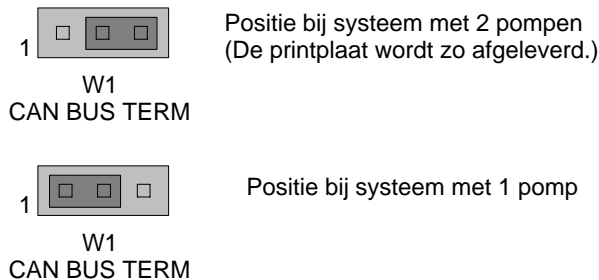 Positie bij systeem met 2 pompen
(De printplaat wordt zo afgeleverd.)
1
W1
CAN BUS TERM
Positie bij systeem met 1 pomp
1
W1
CAN BUS TERM